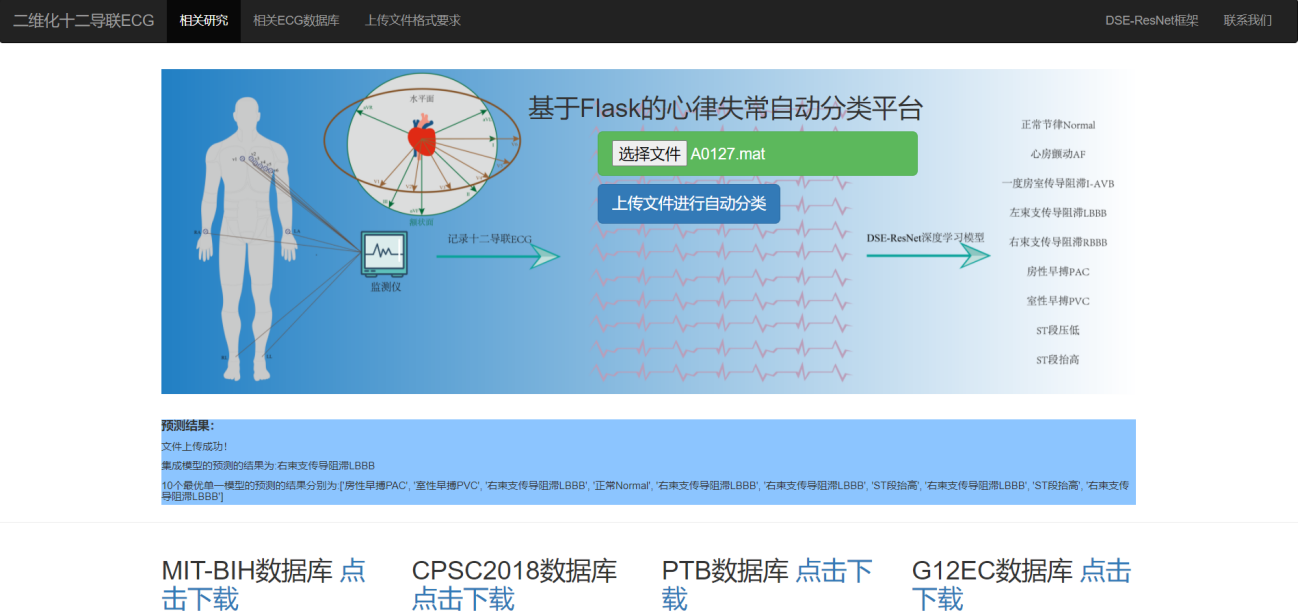 二维化十二导联ECG 相关研究 相关ECG数据库 上传文件格式要求 DSE-ResNet框架 联系我们
基于Flask的心律失常自动分类平台
选择文件 A0127.mat
上传文件进行自动分类
水平面
aVR
aVL
I
额状面
监测仪
记录十二导联ECG
DSE-ResNet深度学习模型
正常节律Normal
心房颤动AF
一度房室传导阻滞I-AVB
左束支传导阻滞LBBB
右束支传导阻滞RBBB
房性早搏PAC
室性早搏PVC
ST段压低
ST段抬高
预测结果:
文件上传成功!
集成模型的预测的结果为:右束支传导阻滞LBBB
10个最优单一模型的预测的结果分别为:['房性早搏PAC', '室性早搏PVC', '右束支传导阻滞LBBB', '正常Normal', '右束支传导阻滞LBBB', '右束支传导阻滞LBBB', 'ST段抬高', '右束支传导阻滞LBBB', 'ST段抬高', '右束支传
导阻滞LBBB']
MIT-BIH数据库 点
击下载
CPSC2018数据库
点击下载
PTB数据库 点击下
载
G12EC数据库 点击
下载